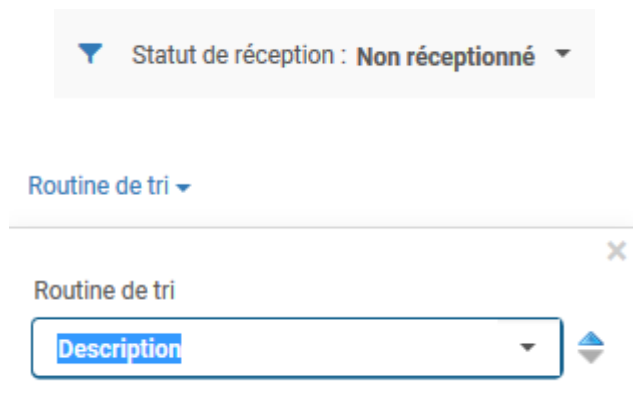 Statut de réception : Non réceptionné
Routine de tri
Routine de tri
Description